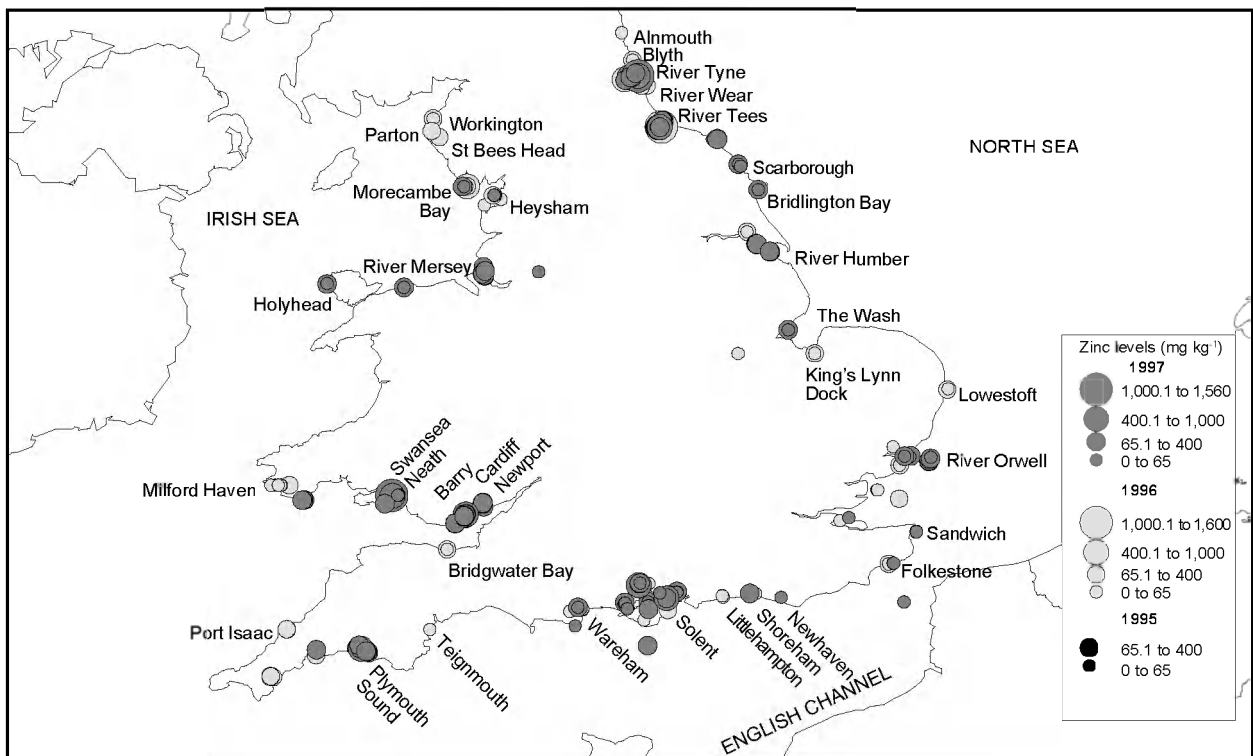 Alnmouth
Blyth
River Tyne
River Wear
River Tees
NORTH SEA
Workington
Parton
St Bees Head
Scarborough
Morecambe
Bay
Heysham
Bridlington Bay
IRISH SEA
River Mersey
River Humber
Holyhead
The Wash
King's Lynn
Dock
Lowestoft
Zinc levels (mg kg-1)
1997
1,000.1 to 1,560
400.1 to 1,000
65.1 to 400
0 to 65
1996
1,000.1 to 1,600
400.1 to 1,000
65.1 to 400
0 to 65
1995
65.1 to 400
0 to 65
Swansea
Neath
Barry
Cardiff
Newport
Milford Haven
River Orwell
Sandwich
Bridgwater Bay
Folkestone
Port Isaac
Plymouth
Sound
Teignmouth
Wareham
Solent
Littlehampton
Shoreham
Newhaven
ENGLISH CHANNEL